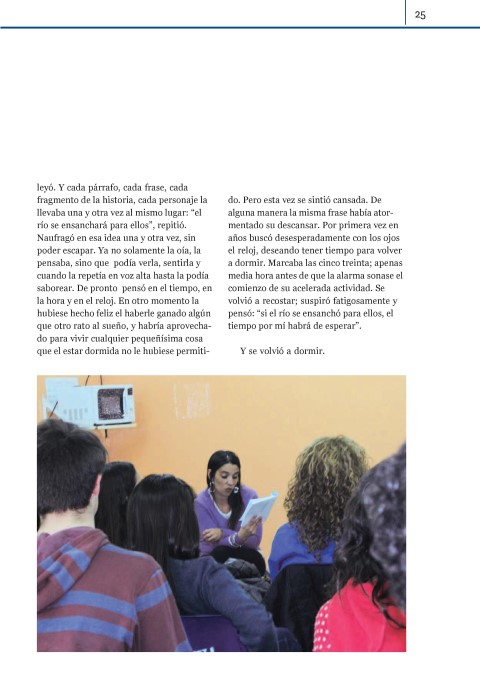 25
leyó. Y cada párrafo, cada frase, cada
fragmento de la historia, cada personaje la
llevaba una y otra vez al mismo lugar: “el
río se ensanchará para ellos”, repitió.
Naufragó en esa idea una y otra vez, sin
poder escapar. Ya no solamente la oía, la
pensaba, sino que podía verla, sentirla y
cuando la repetía en voz alta hasta la podía
saborear. De pronto pensó en el tiempo, en
la hora y en el reloj. En otro momento la
hubiese hecho feliz el haberle ganado algún
que otro rato al sueño, y habría aprovecha-
do para vivir cualquier pequeñísima cosa
que el estar dormida no le hubiese permiti-
do. Pero esta vez se sintió cansada. De
alguna manera la misma frase había ator-
mentado su descansar. Por primera vez en
años buscó desesperadamente con los ojos
el reloj, deseando tener tiempo para volver
a dormir. Marcaba las cinco treinta; apenas
media hora antes de que la alarma sonase el
comienzo de su acelerada actividad. Se
volvió a recostar; suspiró fatigosamente y
pensó: “si el río se ensanchó para ellos, el
tiempo por mí habrá de esperar”.
Y se volvió a dormir.